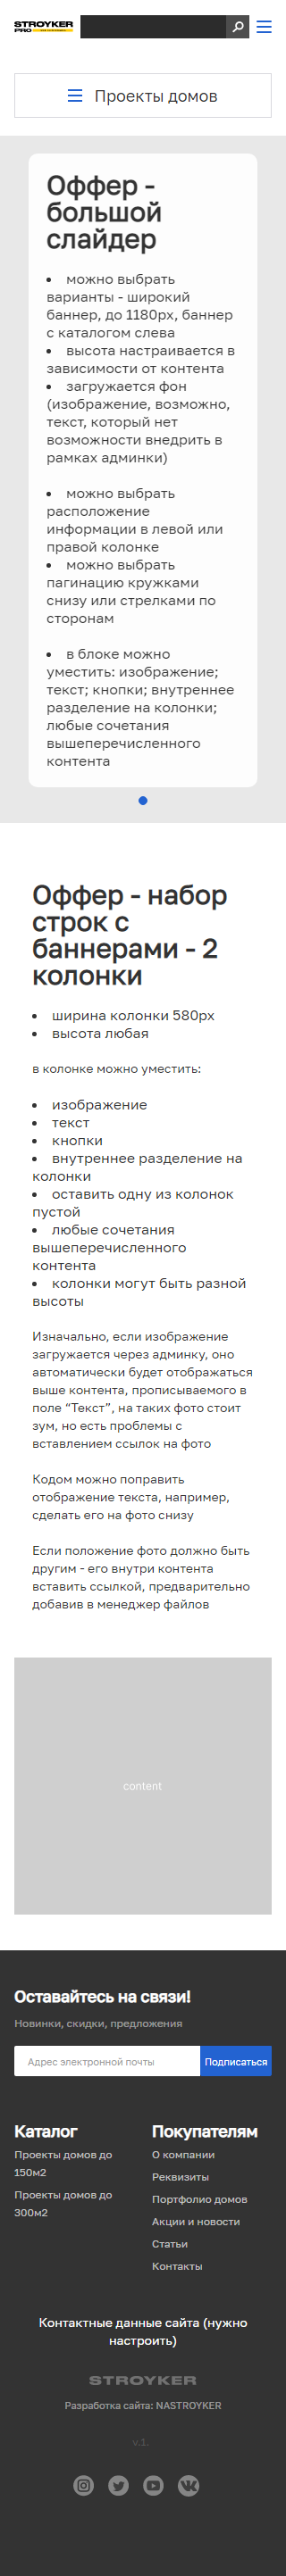 STROYKER
PRO
Проекты домов
Оффер -
большой
слайдер
• можно выбрать
варианты - широкий
баннер, до 1180px, баннер
с каталогом слева
• высота настраивается в
зависимости от контента
• загружается фон
(изображение, возможно,
текст, который нет
возможности внедрить в
рамках админки)
• можно выбрать
расположение
информации в левой или
правой колонке
• можно выбрать
пагинацию кружками
снизу или стрелками по
сторонам
• в блоке можно
уместить: изображение;
текст; кнопки; внутреннее
разделение на колонки;
любые сочетания
вышеперечисленного
контента
Оффер - набор
строк с
баннерами - 2
колонки
• ширина колонки 580px
• высота любая
в колонке можно уместить:
• изображение
• текст
• кнопки
• внутреннее разделение на
колонки
• оставить одну из колонок
пустой
• любые сочетания
вышеперечисленного
контента
• колонки могут быть разной
высоты
Изначально, если изображение
загружается через админку, оно
автоматически будет отображаться
выше контента, прописываемого в
поле “Текст”, на таких фото стоит
зум, но есть проблемы с
вставлением ссылок на фото
Кодом можно поправить
отображение текста, например,
сделать его на фото снизу
Если положение фото должно быть
другим - его внутри контента
вставить ссылкой, предварительно
добавив в менеджер файлов
content
Оставайтесь на связи!
Новинки, скидки, предложения
Адрес электронной почты
Подписаться
Каталог
Проекты домов до
150м2
Проекты домов до
300м2
Покупателям
О компании
Реквизиты
Портфолио домов
Акции и новости
Статьи
Контакты
Контактные данные сайта (нужно
настроить)
STROYKER
Разработка сайта: NASTROYKER
v.1.